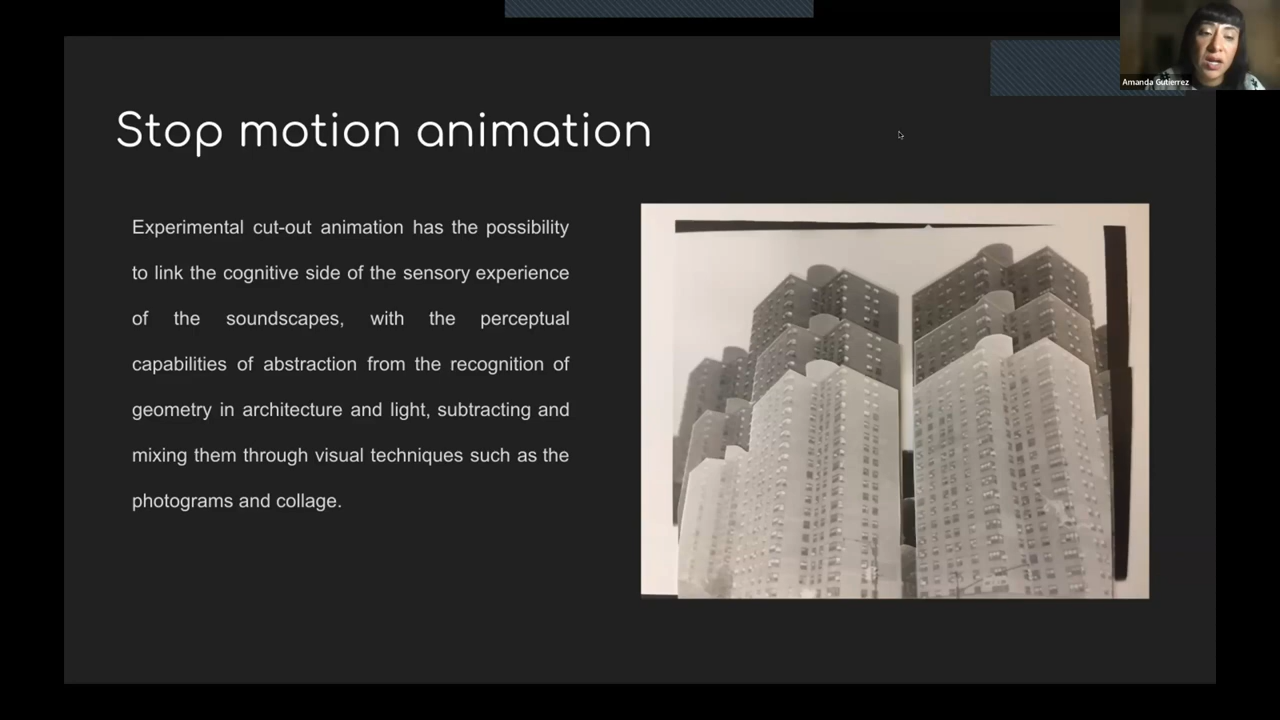 Amanda Gutierrez
Stop motion animation
Experimental cut-out animation has the possibility
to link the cognitive side of the sensory experience
of the soundscapes, with the perceptual
capabilities of abstraction from the recognition of
geometry in architecture and light, subtracting and
mixing them through visual techniques such as the
photograms and collage.